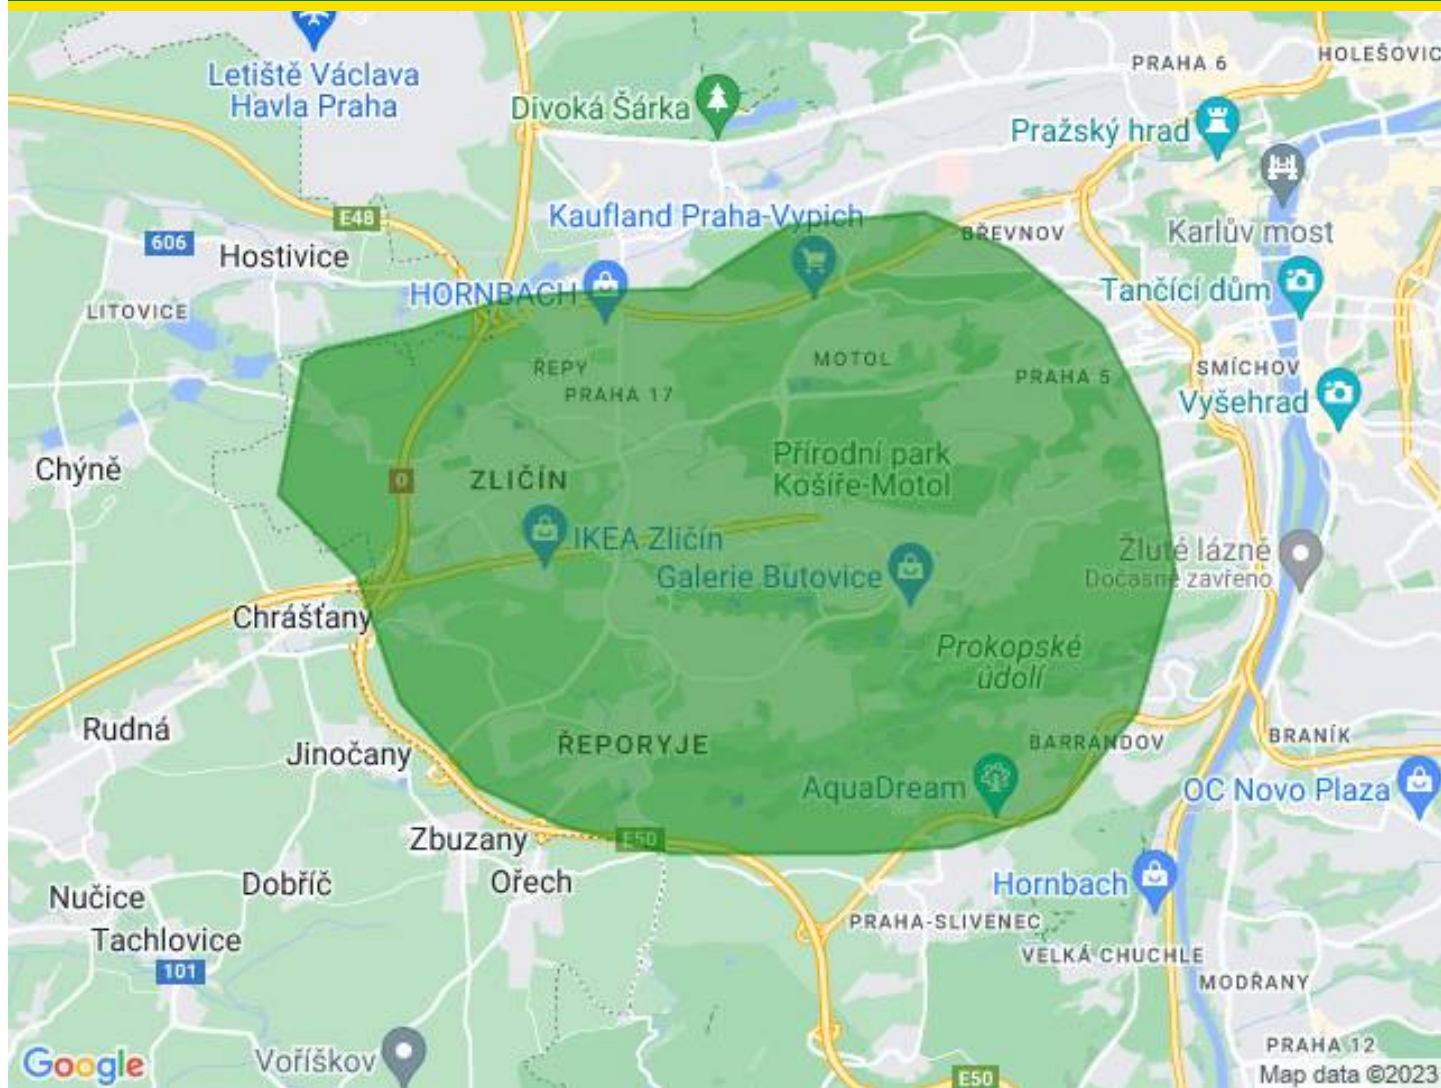 PRAHA 6
HOLEŠOVIC
Letiště Václava
Havla Praha
Divoká Šárka
Pražský hrad
E48
Kaufland Praha-Vypich
BŘEVNOV
Karlův most
606
Hostivice
HORNBACH
Tančící dům
LITOVICE
ŘEPY
MOTOL
SMÍCHOV
PRAHA 17
PRAHA 5
Vyšehrad
Chýně
0
ZLIČÍN
Přírodní park
Košíře-Motol
IKEA Zličín
Galerie Butovice
Žluté lázně
Dočasně zavřeno
Chrášťany
Prokopské
údolí
Rudná
Jinočany
ŘEPORYJE
BARRANDOV
BRANÍK
AquaDream
OC Novo Plaza
Zbuzany
E50
Nučice
Dobříč
Ořech
Hornbach
Tachlovice
101
PRAHA-SLIVENEC
VELKÁ CHUCHLE
MODŘANY
Voříškov
PRAHA 12
Google
E50
Map data ©2023